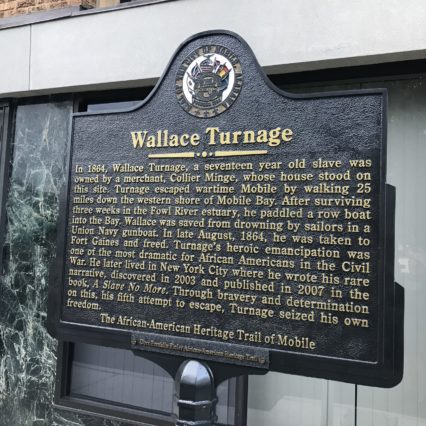 Wallace Turnage
In 1864, Wallace Turnage, a seventeen year old slave was
owned by a merchant, Collier Minge, whose house stood on
this site. Turnage escaped wartime Mobile by walking 25
miles down the western shore of Mobile Bay. After surviving
three weeks in the Fowl River estuary, he paddled a row boat
into the Bay. Wallace was saved from drowning by sailors in a
Union Navy gunboat. In late August, 1864, he was taken to
Fort Gaines and freed. Turnage's heroic emancipation was
one of the most dramatic for African Americans in the Civil
War. He later lived in New York City where he wrote his rare
narrative, discovered in 2003 and published in 2007 in the
book, A Slave No More. Through bravery and determination
on this, his fifth attempt to escape, Turnage seized his own
freedom.
The African-American Heritage Trail of Mobile
Dora Franklin Finley African-American Heritage Trail